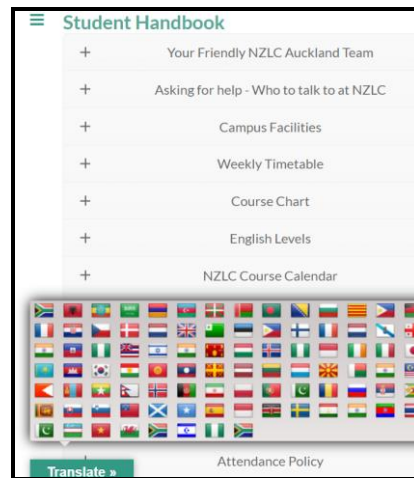 Student Handbook
+ Your Friendly NZLC Auckland Team
+ Asking for help - Who to talk to at NZLC
+ Campus Facilities
+ Weekly Timetable
+ Course Chart
+ English Levels
+ NZLC Course Calendar
Attendance Policy
Translate »